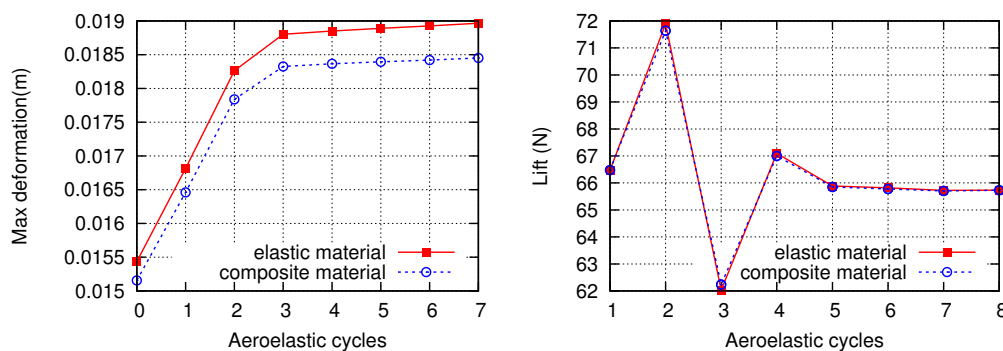 Max deformation(m)
0.019
0.0185
0.018
0.0175
0.017
0.0165
0.016
0.0155
0.015
elastic material
composite material
0 1 2 3 4 5 6 7
Aeroelastic cycles
Lift (N)
72
71
70
69
68
67
66
65
64
63
62
elastic material
composite material
1 2 3 4 5 6 7 8
Aeroelastic cycles